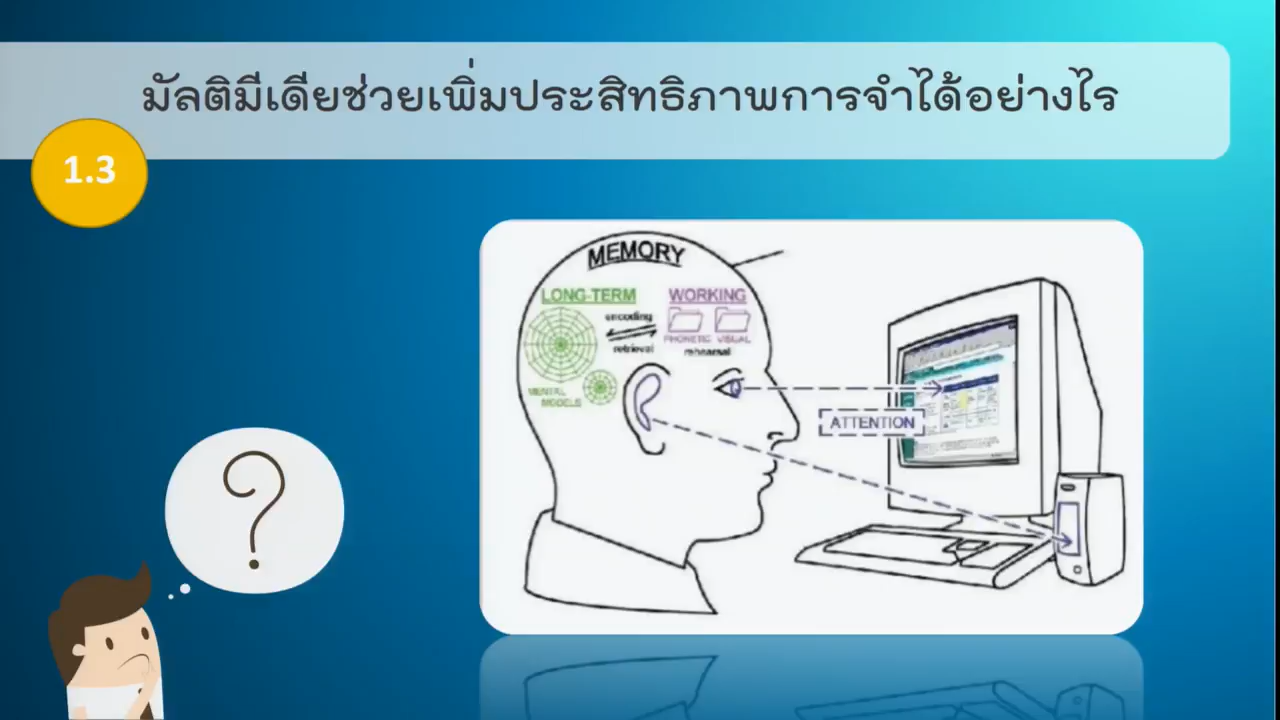 มัลติมีเดียช่วยเพิ่มประสิทธิภาพการจำได้อย่างไร
1.3
MEMORY
LONG-TERM
WORKING
encoding
retrieval
PHONETIC VISUAL
rehearsal
MENTAL
MODELS
ATTENTION
?